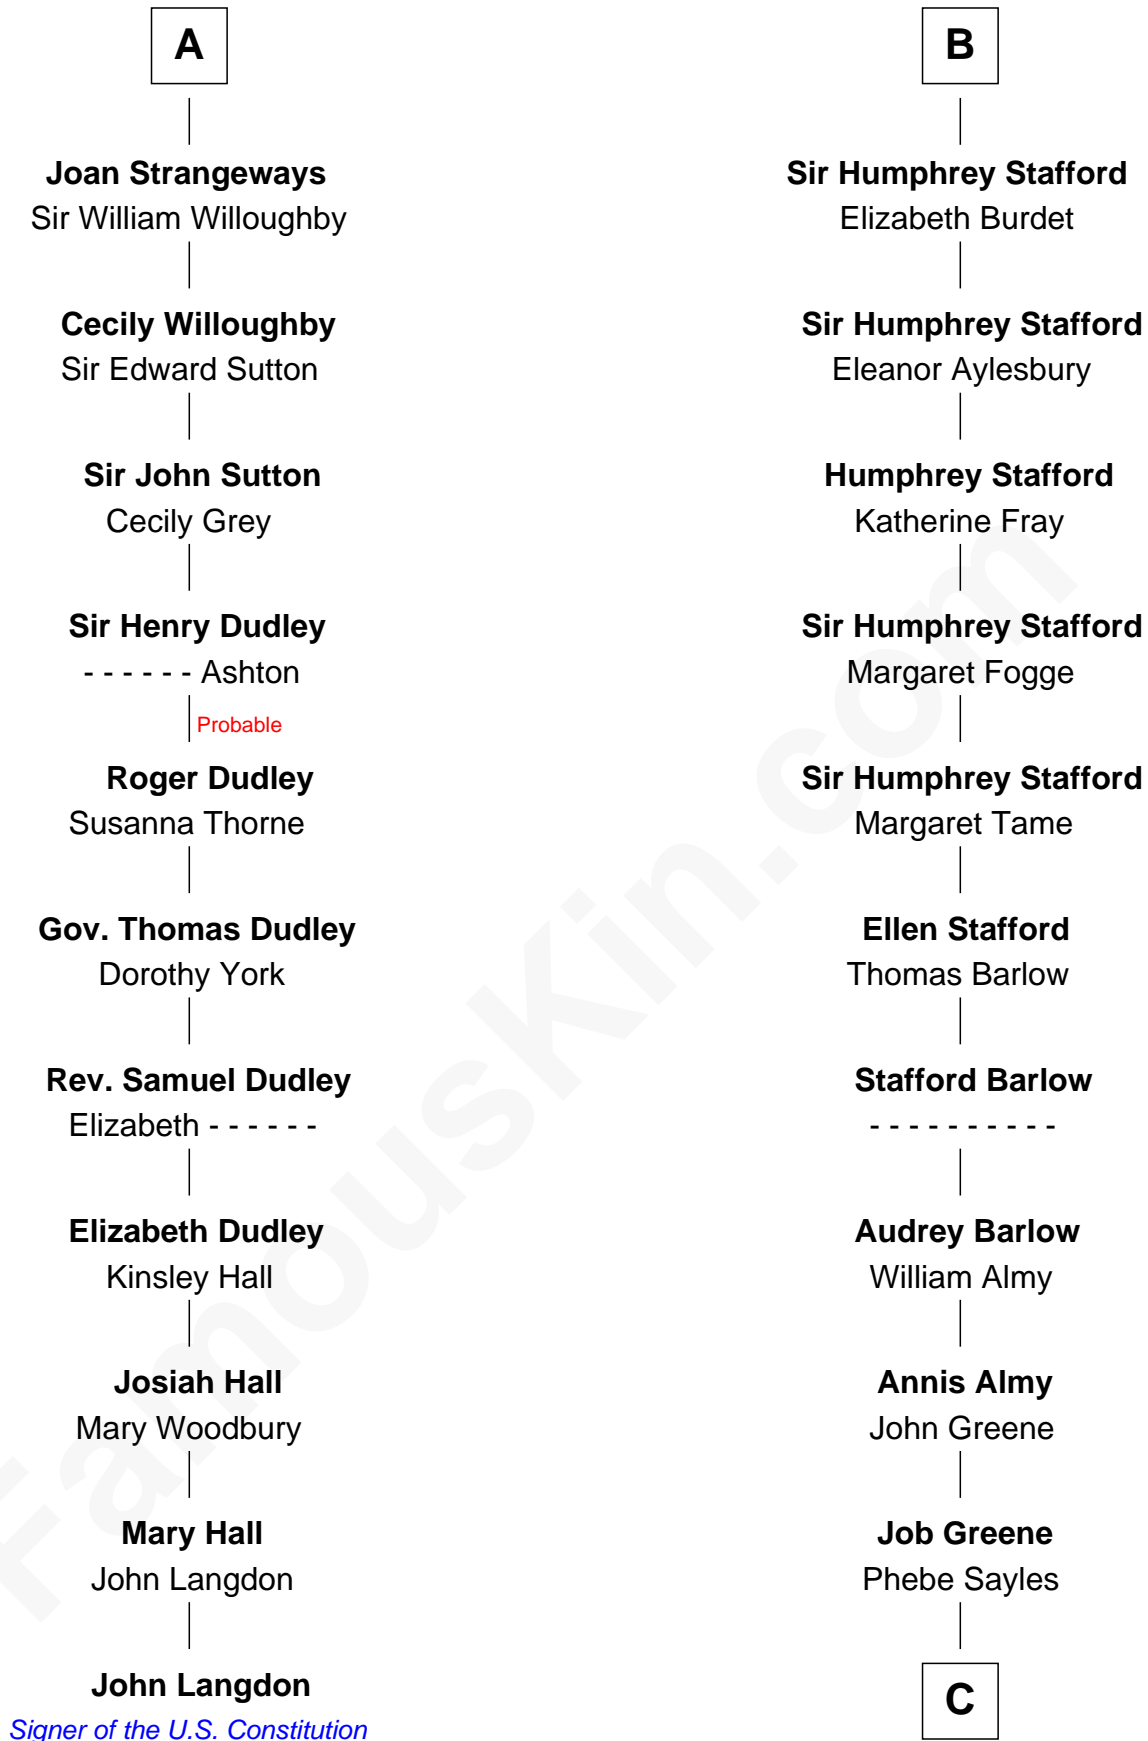 A
Joan Strangeways
Sir William Willoughby
Cecily Willoughby
Sir Edward Sutton
Sir John Sutton
Cecily Grey
Sir Henry Dudley
- - - - - - Ashton
Probable
Roger Dudley
Susanna Thorne
Gov. Thomas Dudley
Dorothy York
Rev. Samuel Dudley
Elizabeth - - - - - -
Elizabeth Dudley
Kinsley Hall
Josiah Hall
Mary Woodbury
Mary Hall
John Langdon
John Langdon
Signer of the U.S. Constitution
B
Sir Humphrey Stafford
Elizabeth Burdet
Sir Humphrey Stafford
Eleanor Aylesbury
Humphrey Stafford
Katherine Fray
Sir Humphrey Stafford
Margaret Fogge
Sir Humphrey Stafford
Margaret Tame
Ellen Stafford
Thomas Barlow
Stafford Barlow
- - - - - - - - - -
Audrey Barlow
William Almy
Annis Almy
John Greene
Job Greene
Phebe Sayles
C
FamousKin.com